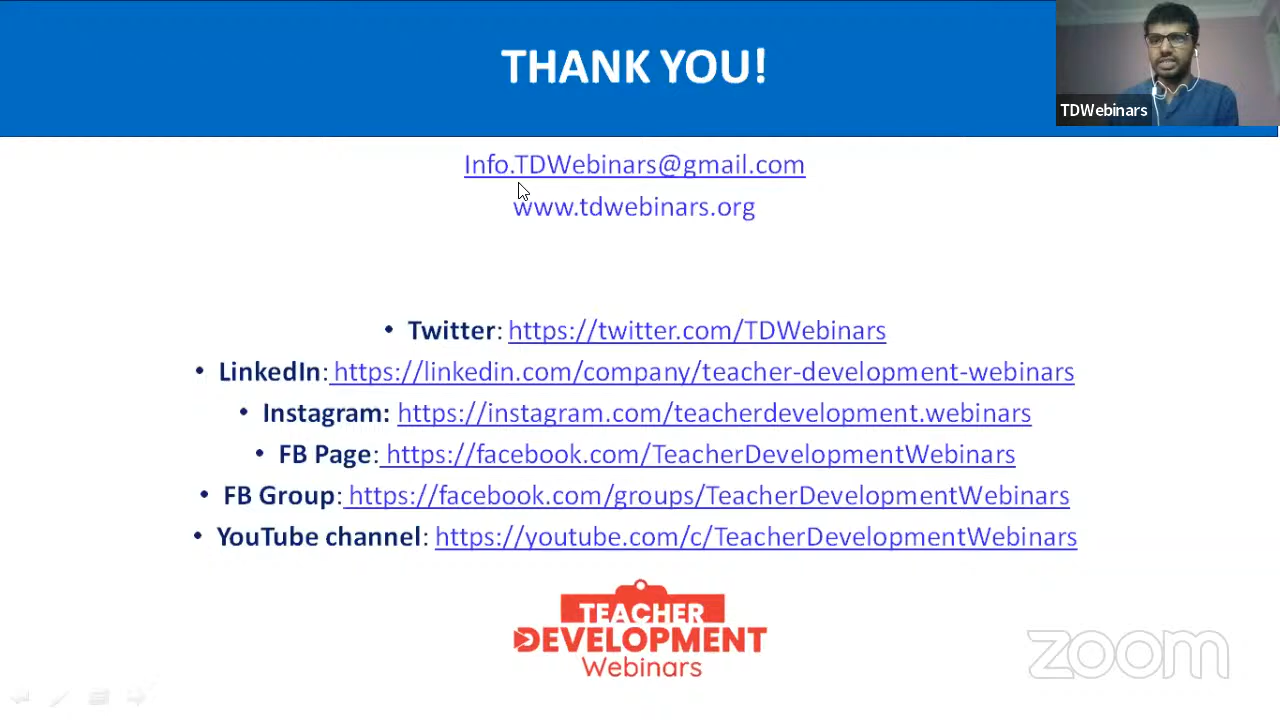 THANK YOU!
TDWebinars
Info.TDWebinars@gmail.com
www.tdwebinars.org
• Twitter: https://twitter.com/TDWebinars
• LinkedIn: https://linkedin.com/company/teacher-development-webinars
• Instagram: https://instagram.com/teacherdevelopment.webinars
• FB Page: https://facebook.com/TeacherDevelopmentWebinars
• FB Group: https://facebook.com/groups/TeacherDevelopmentWebinars
• YouTube channel: https://youtube.com/c/TeacherDevelopmentWebinars
TEACHER
DEVELOPMENT
Webinars
zoom